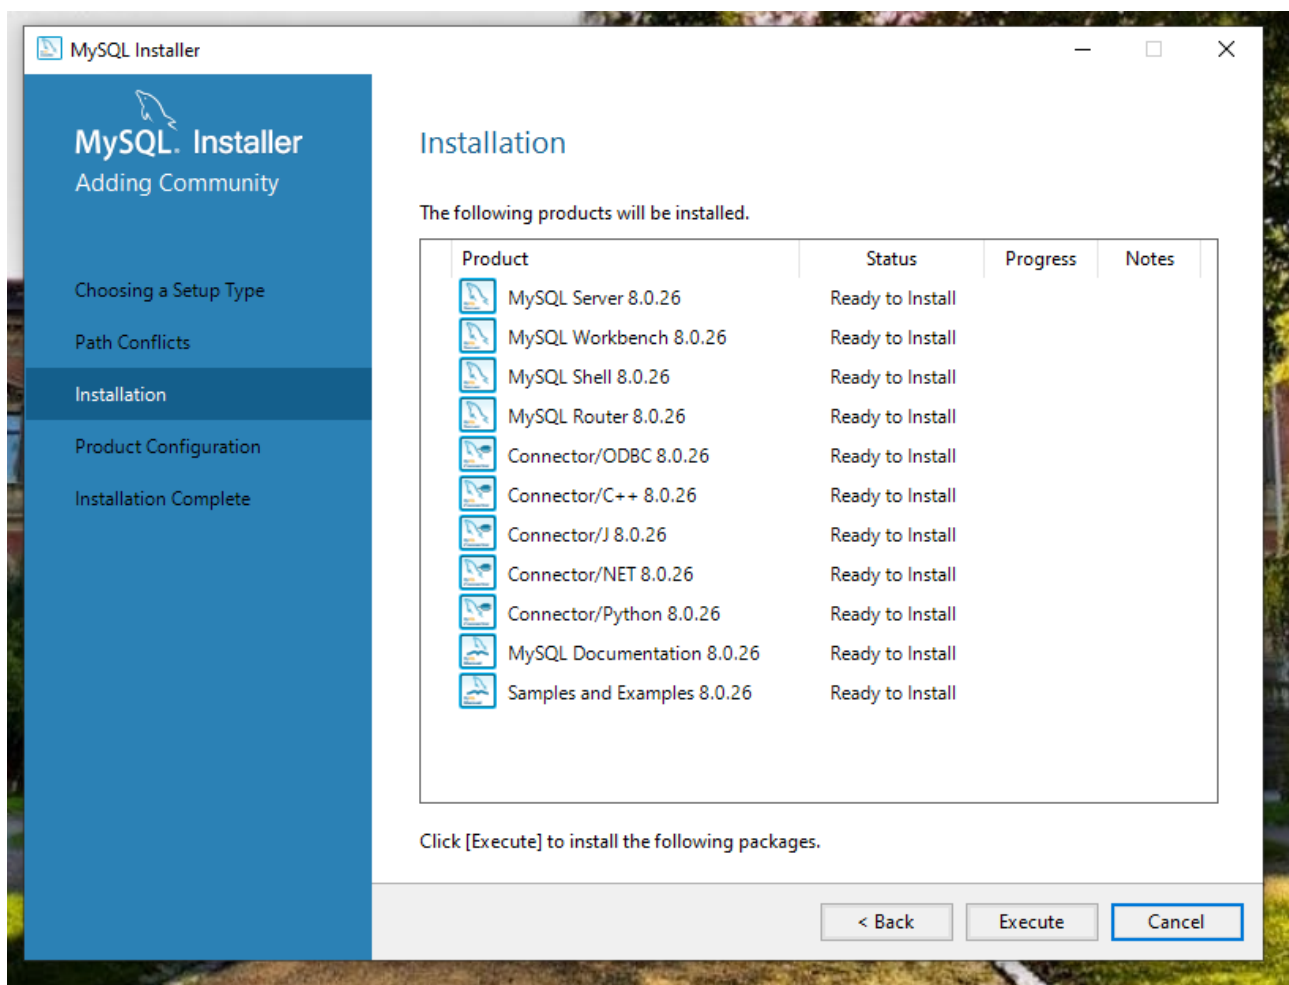 MySQL Installer
MySQL. Installer
Adding Community
Choosing a Setup Type
Path Conflicts
Installation
Product Configuration
Installation Complete
Installation
The following products will be installed.
Product Status Progress Notes
MySQL Server 8.0.26 Ready to Install
MySQL Workbench 8.0.26 Ready to Install
MySQL Shell 8.0.26 Ready to Install
MySQL Router 8.0.26 Ready to Install
Connector/ODBC 8.0.26 Ready to Install
Connector/C++ 8.0.26 Ready to Install
Connector/J 8.0.26 Ready to Install
Connector/NET 8.0.26 Ready to Install
Connector/Python 8.0.26 Ready to Install
MySQL Documentation 8.0.26 Ready to Install
Samples and Examples 8.0.26 Ready to Install
Click [Execute] to install the following packages.
< Back Execute Cancel